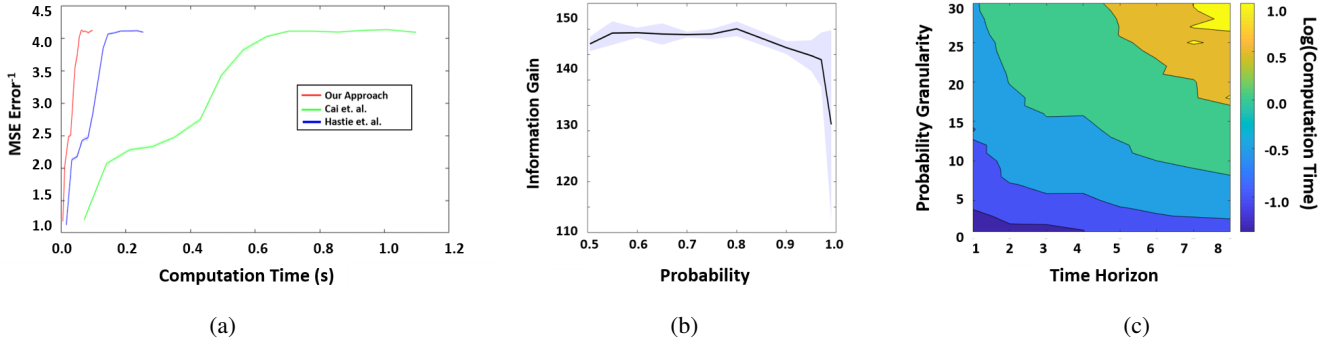 MSE Error-1
4.5
4.0
4.5
3.0
2.5
2.0
1.5
1.0
0.0 0.2 0.4 0.6 0.8 1.0 1.2
Computation Time (s)
Our Approach
Cai et. al.
Hastie et. al.
(a)
Information Gain
150
140
130
120
110
0.5 0.6 0.7 0.8 0.9 1.0
Probability
(b)
Probability Granularity
30
25
20
15
10
5
0
1 2 3 4 5 6 7 8
Time Horizon
1.0
0.5
0.0
-0.5
-1.0
Log(Computation Time)
(c)